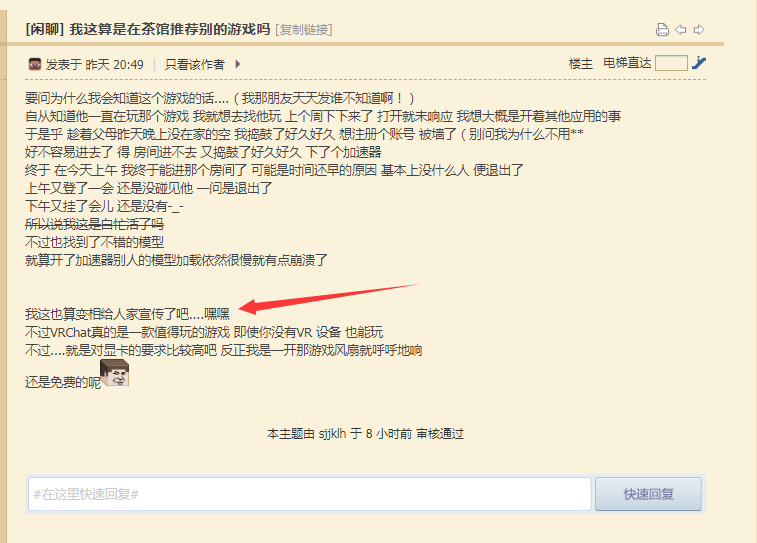 [闲聊] 我这算是在茶馆推荐别的游戏吗 [复制链接]
发表于 昨天 20:49 | 只看该作者
楼主 电梯直达
要问为什么我会知道这个游戏的话....（我那朋友天天发谁不知道啊！）
自从知道他一直在玩那个游戏 我就想去找他玩 上个周下下来了 打开就未响应 我想大概是开着其他应用的事
于是乎 趁着父母昨天晚上没在家的空 我捣鼓了好久好久 想注册个账号 被墙了（别问我为什么不用**
好不容易进去了 得 房间进不去 又捣鼓了好久好久 下了个加速器
终于 在今天上午 我终于能进那个房间了 可能是时间还早的原因 基本上没什么人 便退出了
上午又登了一会 还是没碰见他 一问是退出了
下午又挂了会儿 还是没有-_-
所以说我这是白忙活了吗
不过也找到了不错的模型
就算开了加速器别人的模型加载依然很慢就有点崩溃了
我这也算变相给人家宣传了吧....嘿嘿
不过VRChat真的是一款值得玩的游戏 即使你没有VR 设备 也能玩
不过....就是对显卡的要求比较高吧 反正我是一开那游戏风扇就呼呼地响
还是免费的呢
本主题由 sjjklh 于 8 小时前 审核通过
#在这里快速回复#
快速回复